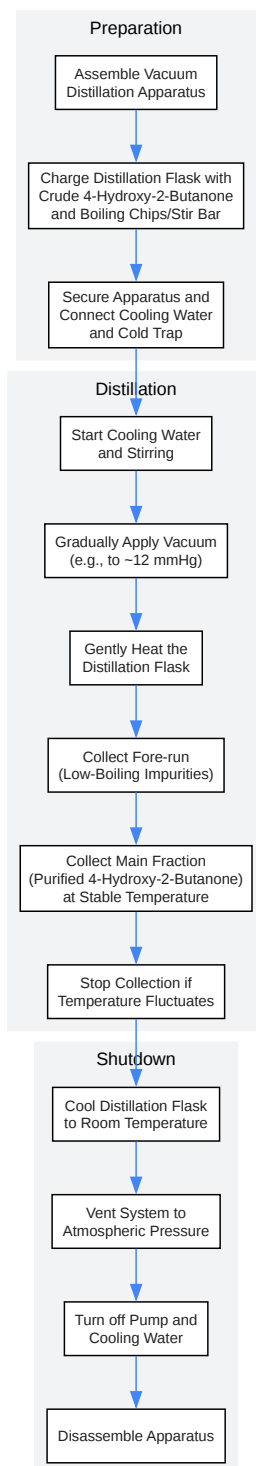 Preparation
Assemble Vacuum
Distillation Apparatus
Charge Distillation Flask with
Crude 4-Hydroxy-2-Butanone
and Boiling Chips/Stir Bar
Secure Apparatus and
Connect Cooling Water
and Cold Trap
Distillation
Start Cooling Water
and Stirring
Gradually Apply Vacuum
(e.g., to ~12 mmHg)
Gently Heat the
Distillation Flask
Collect Fore-run
(Low-Boiling Impurities)
Collect Main Fraction
(Purified 4-Hydroxy-2-Butanone)
at Stable Temperature
Stop Collection if
Temperature Fluctuates
Shutdown
Cool Distillation Flask
to Room Temperature
Vent System to
Atmospheric Pressure
Turn off Pump and
Cooling Water
Disassemble Apparatus